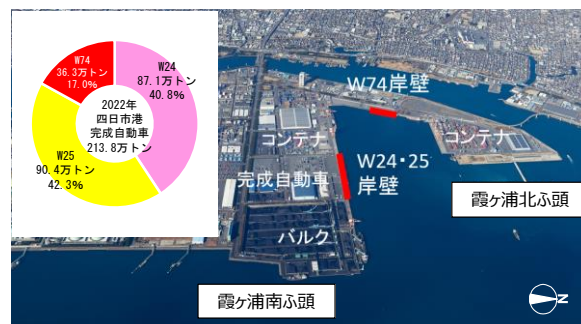 W74
36.3万トン
17.0%
W24
87.1万トン
40.8%
2022年
四日市港
完成自動車
213.8万トン
W25
90.4万トン
42.3%
W74岸壁
コンテナ
コンテナ
W24・25
岸壁
完成自動車
バルク
霞ヶ浦北ふ頭
霞ヶ浦南ふ頭
N